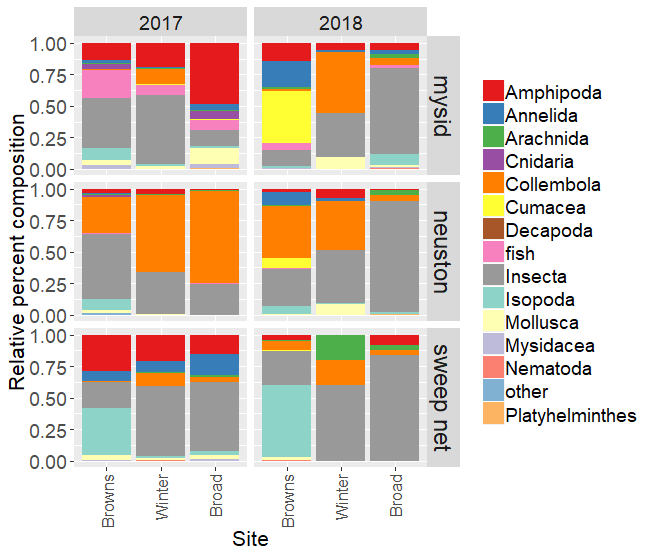 2017
2018
Relative percent composition
1.00
0.75
0.50
0.25
0.00
mysid
1.00
0.75
0.50
0.25
0.00
neuston
1.00
0.75
0.50
0.25
0.00
sweep net
Browns
Winter
Broad
Browns
Winter
Broad
Site
Amphipoda
Annelida
Arachnida
Cnidaria
Collembola
Cumacea
Decapoda
fish
Insecta
Isopoda
Mollusca
Mysidacea
Nematoda
other
Platyhelminthes